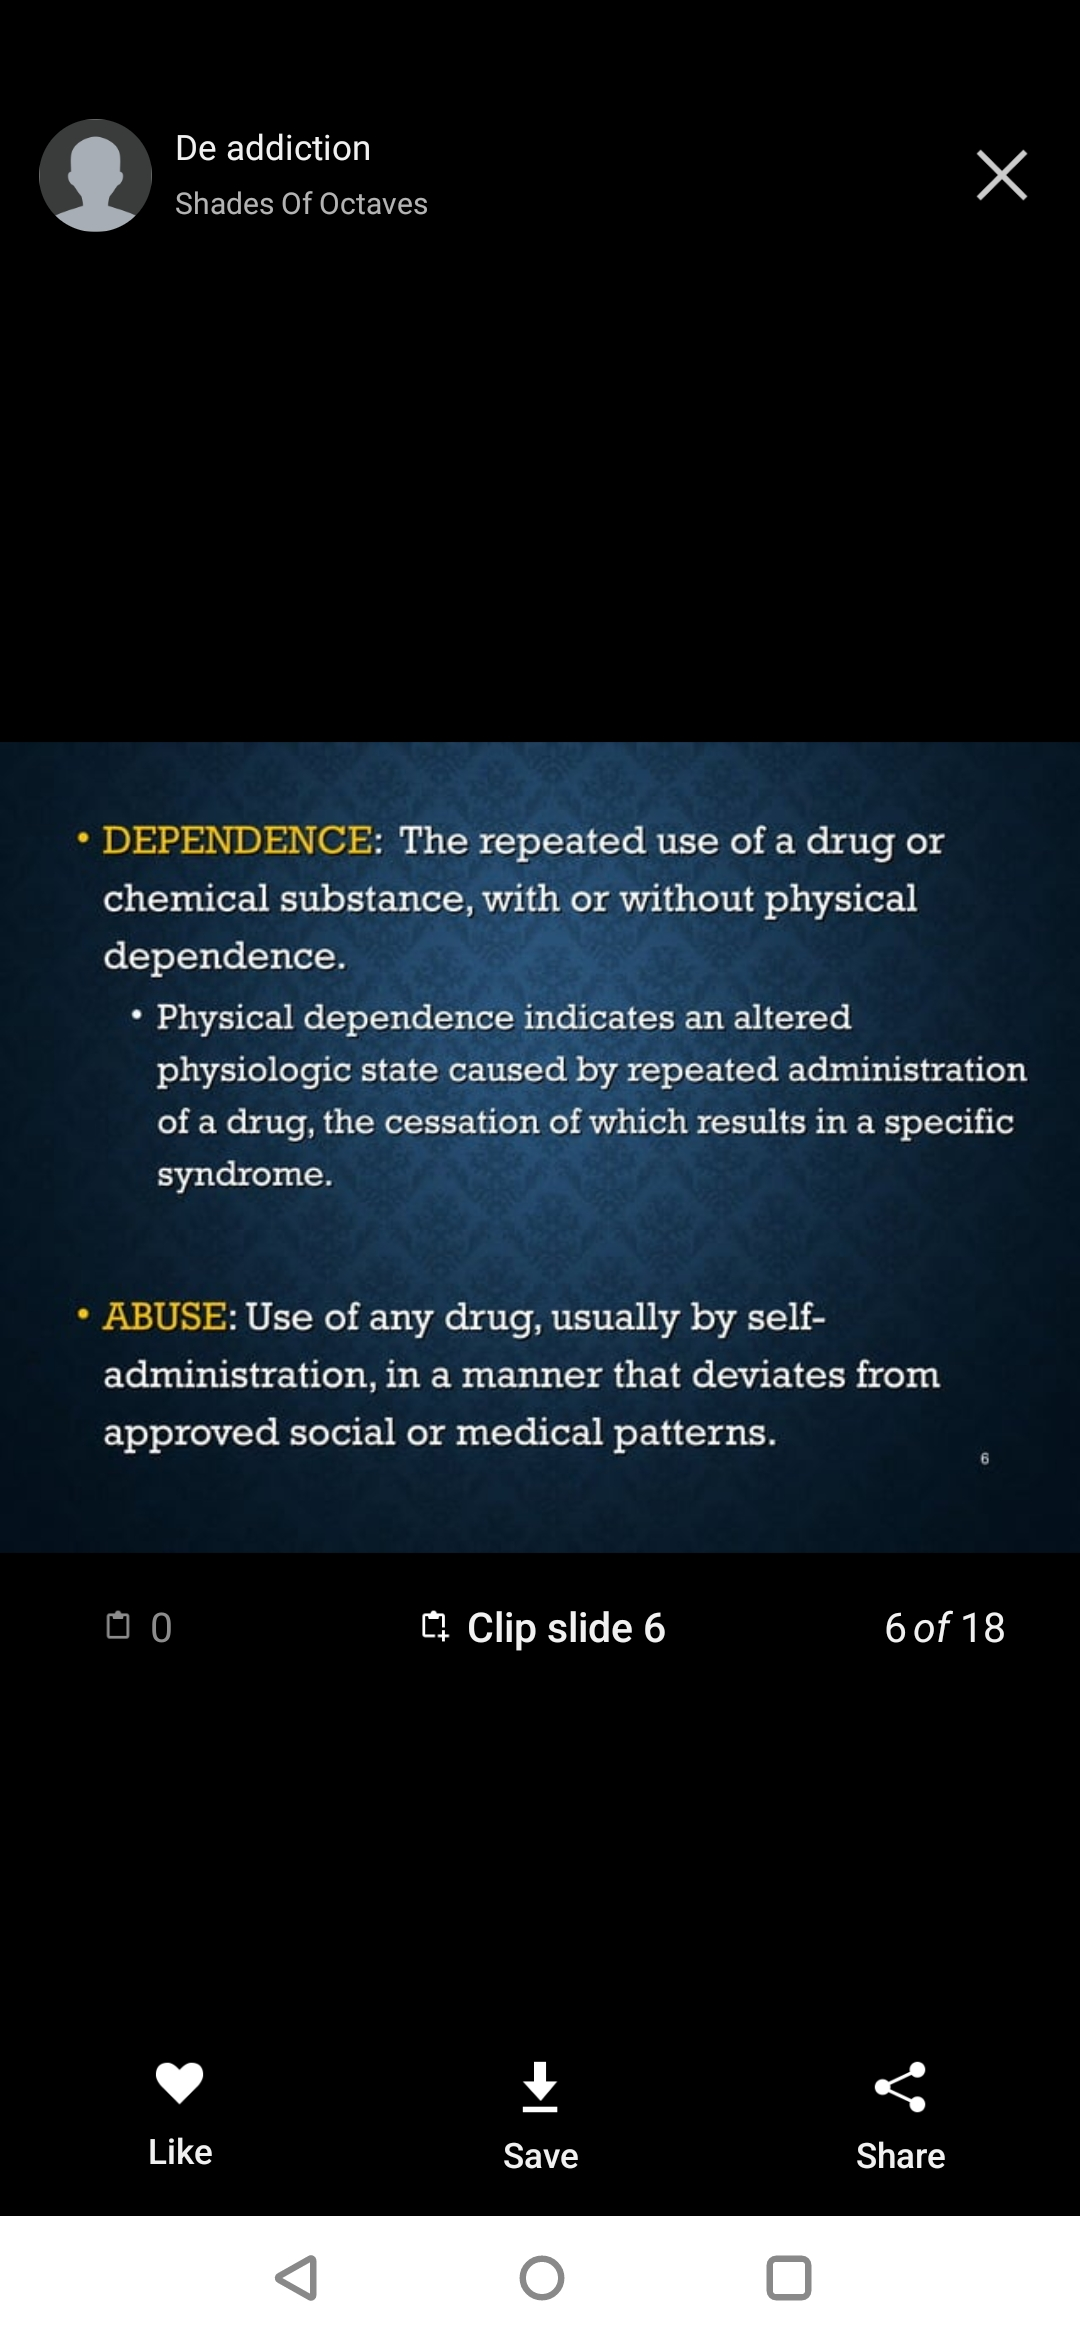 De addiction
Shades Of Octaves
• DEPENDENCE: The repeated use of a drug or
chemical substance, with or without physical
dependence.
• Physical dependence indicates an altered
physiologic state caused by repeated administration
of a drug, the cessation of which results in a specific
syndrome.
• ABUSE: Use of any drug, usually by self-
administration, in a manner that deviates from
approved social or medical patterns.
6
0
Clip slide 6
6 of 18
Like
Save
Share